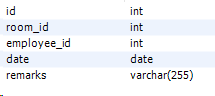 id int
room_id int
employee_id int
date date
remarks varchar(255)